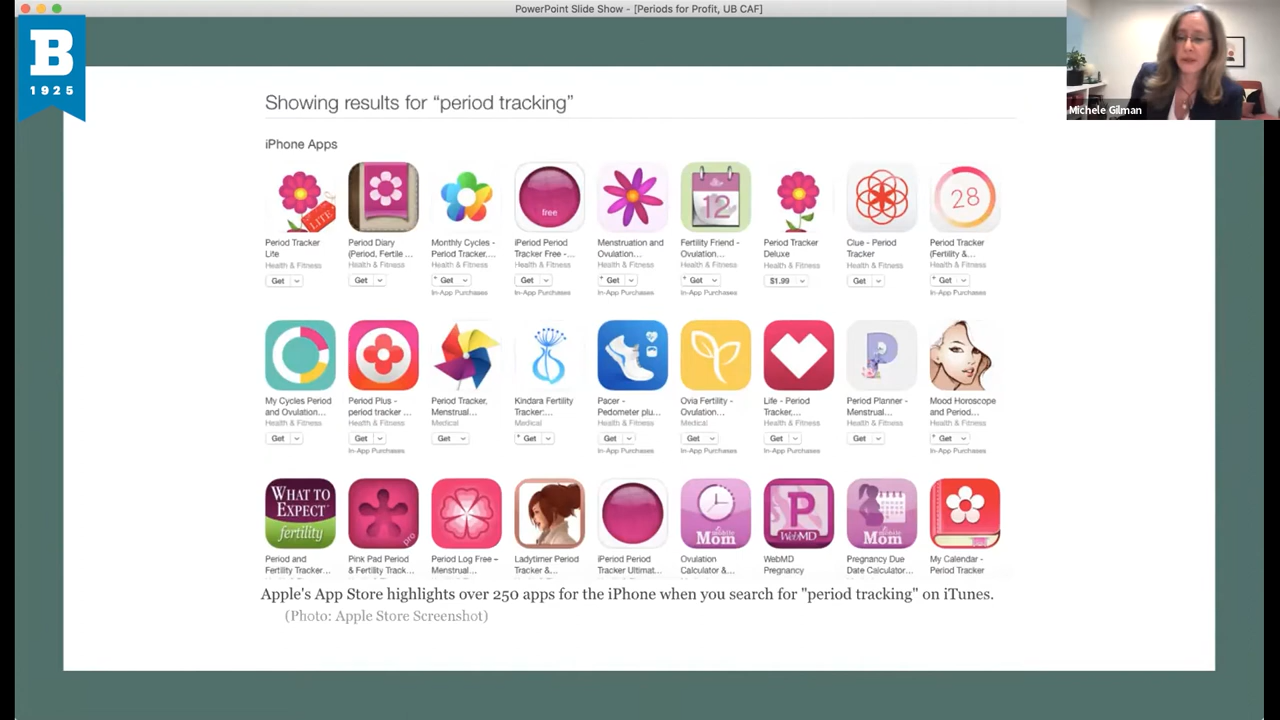 PowerPoint Slide Show - [Periods for Profit, UB CAF]
B
1925
Michele Gilman
Showing results for “period tracking”
iPhone Apps
LITE
free
12
28
Period Tracker Lite
Health & Fitness
Get
Period Diary (Period, Fertile ...
Health & Fitness
Get
Monthly Cycles - Period Tracker,...
Health & Fitness
+ Get
In-App Purchases
iPeriod Period Tracker Free -...
Health & Fitness
Get
In-App Purchases
Menstruation and Ovulation...
Health & Fitness
+ Get
In-App Purchases
Fertility Friend - Ovulation...
Health & Fitness
+ Get
In-App Purchases
Period Tracker Deluxe
Health & Fitness
$1.99
Clue - Period Tracker
Health & Fitness
Get
Period Tracker (Fertility &...
Health & Fitness
+ Get
In-App Purchases
P
My Cycles Period and Ovulation...
Health & Fitness
Get
Period Plus - period tracker ...
Health & Fitness
Get
In-App Purchases
Period Tracker, Menstrual...
Medical
Get
Kindara Fertility Tracker:...
Medical
+ Get
Pacer - Pedometer plu...
Health & Fitness
Get
In-App Purchases
Ovia Fertility - Ovulation...
Medical
Get
Life - Period Tracker,...
Health & Fitness
Get
In-App Purchases
Period Planner - Menstrual...
Health & Fitness
Get
Mood Horoscope and Period...
Health & Fitness
+ Get
In-App Purchases
WHAT TO EXPECT
fertility
pro
Mom
P
WebMD
Mom
Period and Fertility Tracker...
Pink Pad Period & Fertility Track...
Period Log Free – Menstrual...
Ladytimer Period Tracker &...
iPeriod Period Tracker Ultimat...
Ovulation Calculator &...
WebMD Pregnancy
Pregnancy Due Date Calculator...
My Calendar - Period Tracker
Apple's App Store highlights over 250 apps for the iPhone when you search for "period tracking" on iTunes.
(Photo: Apple Store Screenshot)